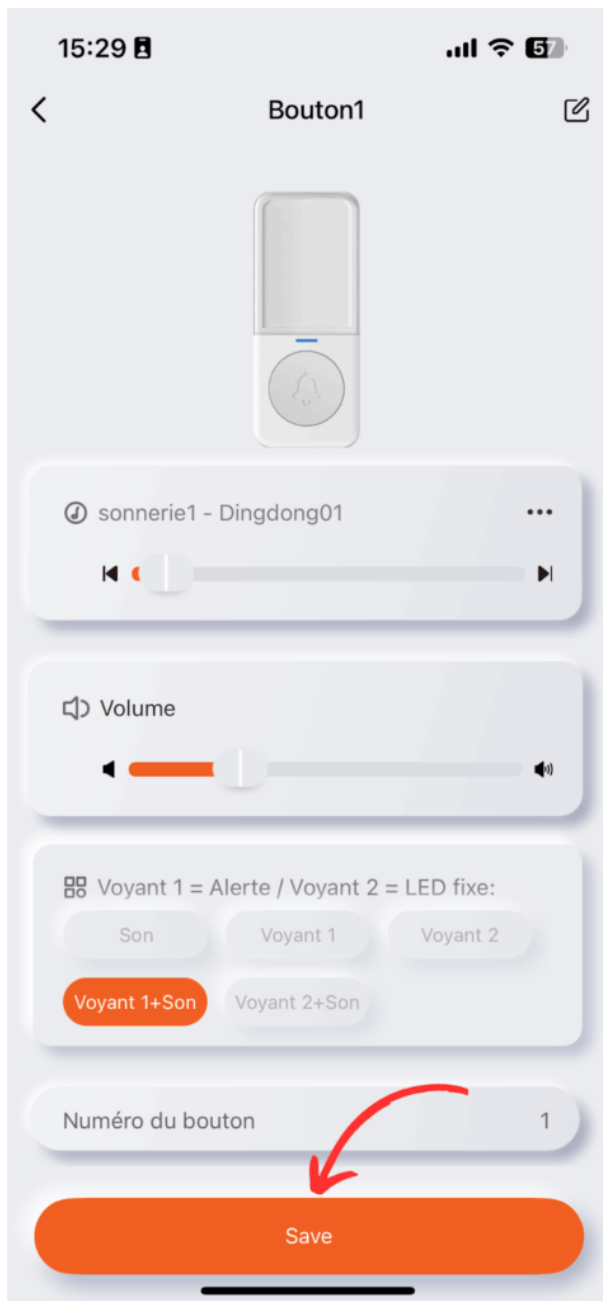 15:29
57
Bouton1
sonnerie1 - Dingdong01
Volume
Voyant 1 = Alerte / Voyant 2 = LED fixe:
Son Voyant 1 Voyant 2
Voyant 1+Son Voyant 2+Son
Numéro du bouton 1
Save